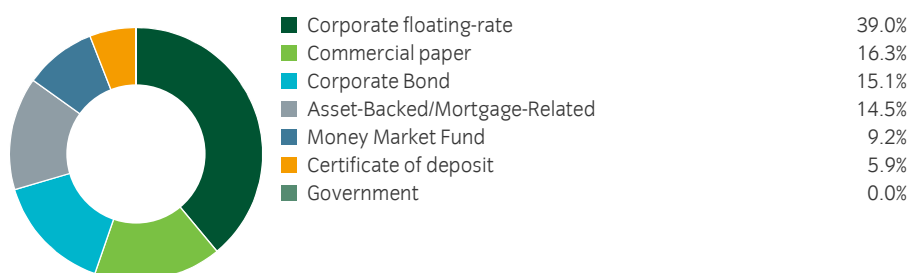 Corporate floating-rate 39.0%
Commercial paper 16.3%
Corporate Bond 15.1%
Asset-Backed/Mortgage-Related 14.5%
Money Market Fund 9.2%
Certificate of deposit 5.9%
Government 0.0%